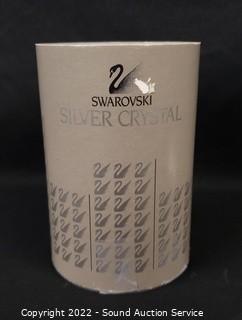 SWAROVSKI
SILVER CRYSTAL
Copyright 2022 - Sound Auction Service